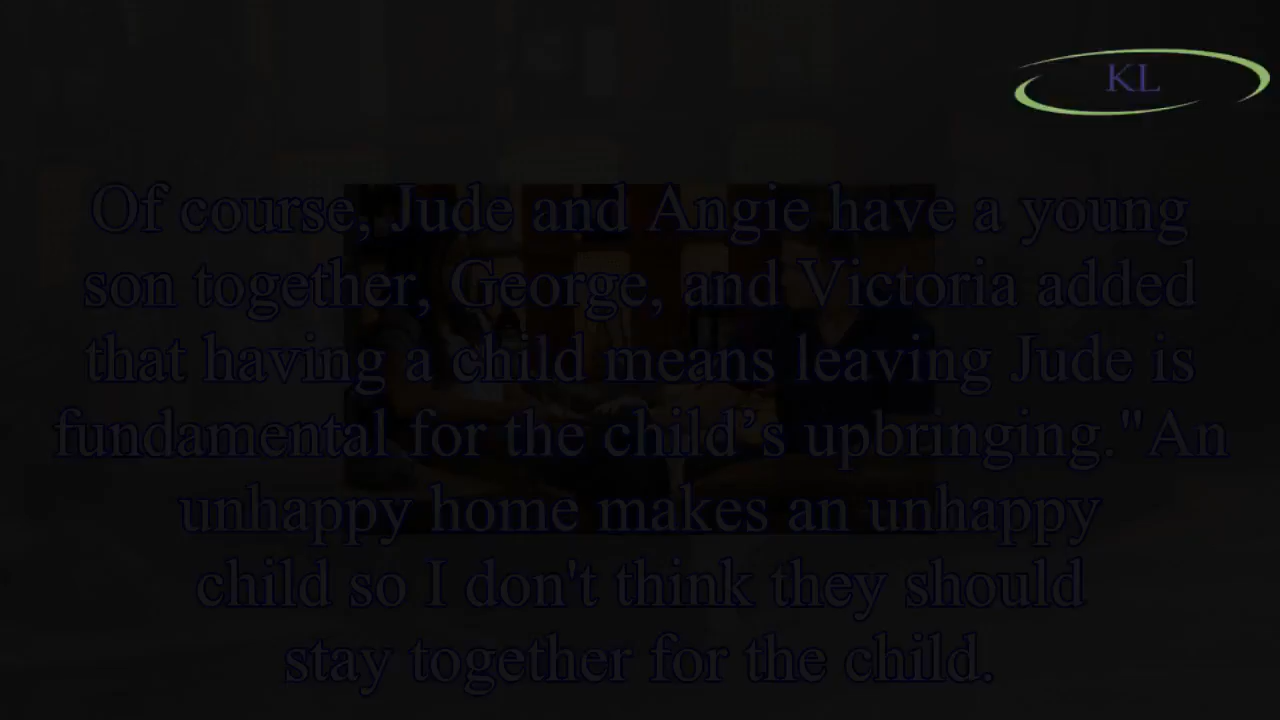 KL
Of course, Jude and Angie have a young
son together, George, and Victoria added
that having a child means leaving Jude is
fundamental for the child’s upbringing."An
unhappy home makes an unhappy
child so I don't think they should
stay together for the child.